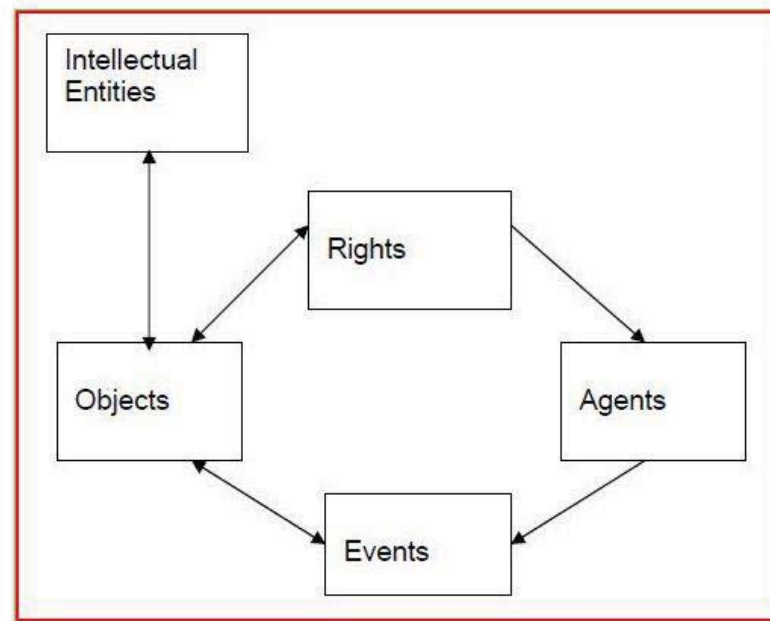 Intellectual
Entities
Rights
Objects
Agents
Events